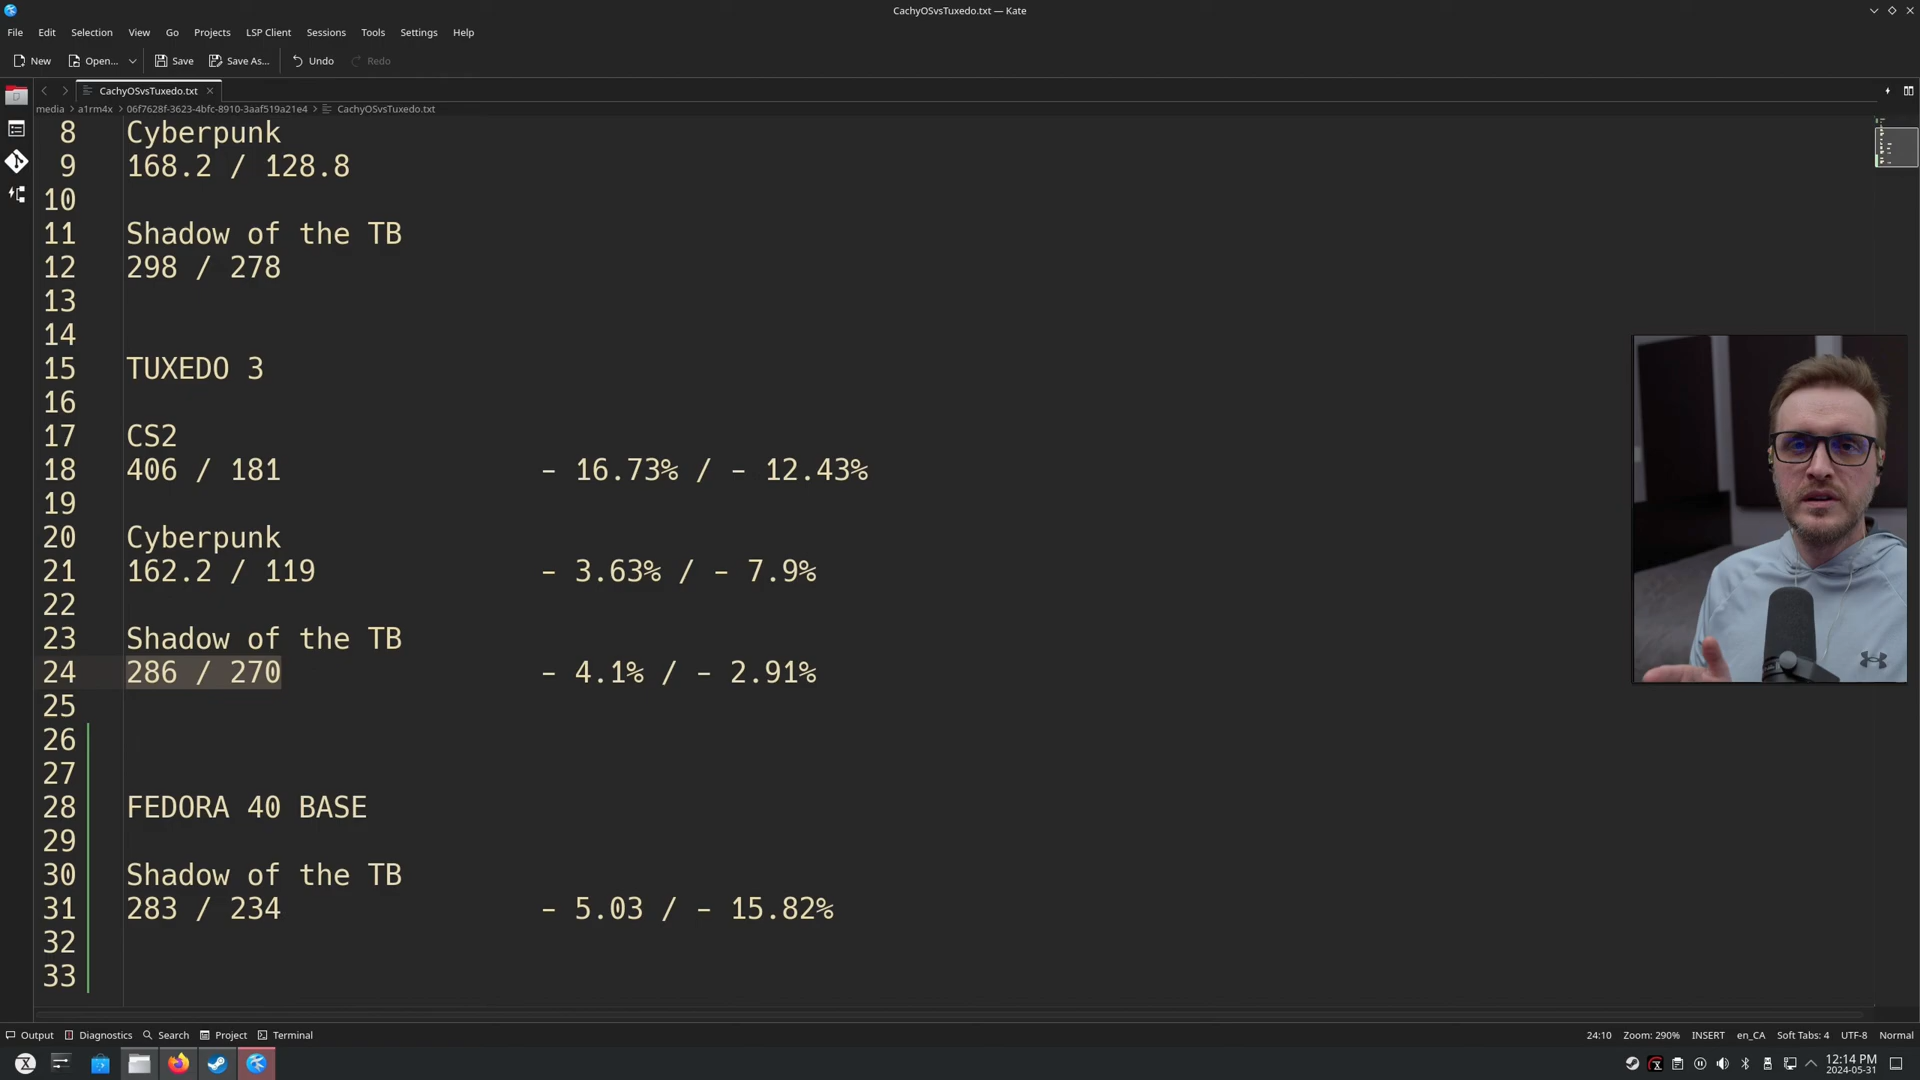 CachyOSvsTuxedo.txt — Kate
File Edit Selection View Go Projects LSP Client Sessions Tools Settings Help
New Open... Save Save As... Undo Redo
CachyOSvsTuxedo.txt
media a1rm4x 06f7628f-3623-4bfc-8910-3aaf519a21e4 CachyOSvsTuxedo.txt
8 Cyberpunk
9 168.2 / 128.8
10
11 Shadow of the TB
12 298 / 278
13
14
15 TUXEDO 3
16
17 CS2
18 406 / 181 - 16.73% / - 12.43%
19
20 Cyberpunk
21 162.2 / 119 - 3.63% / - 7.9%
22
23 Shadow of the TB
24 286 / 270 - 4.1% / - 2.91%
25
26
27
28 FEDORA 40 BASE
29
30 Shadow of the TB
31 283 / 234 - 5.03 / - 15.82%
32
33
Output Diagnostics Search Project Terminal 24:10 Zoom: 290% INSERT en_CA Soft Tabs: 4 UTF-8 Normal
12:14 PM
2024-05-31